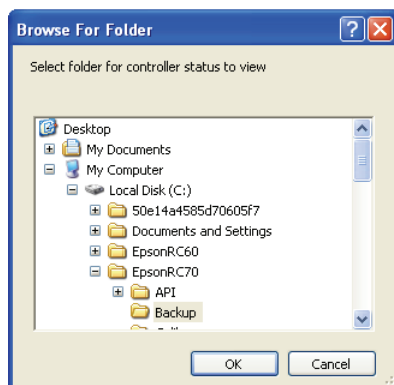 Browse For Folder
Select folder for controller status to view
Desktop
My Documents
My Computer
Local Disk (C:)
50e14a4585d70605f7
Documents and Settings
EpsonRC60
EpsonRC70
API
Backup
OK Cancel